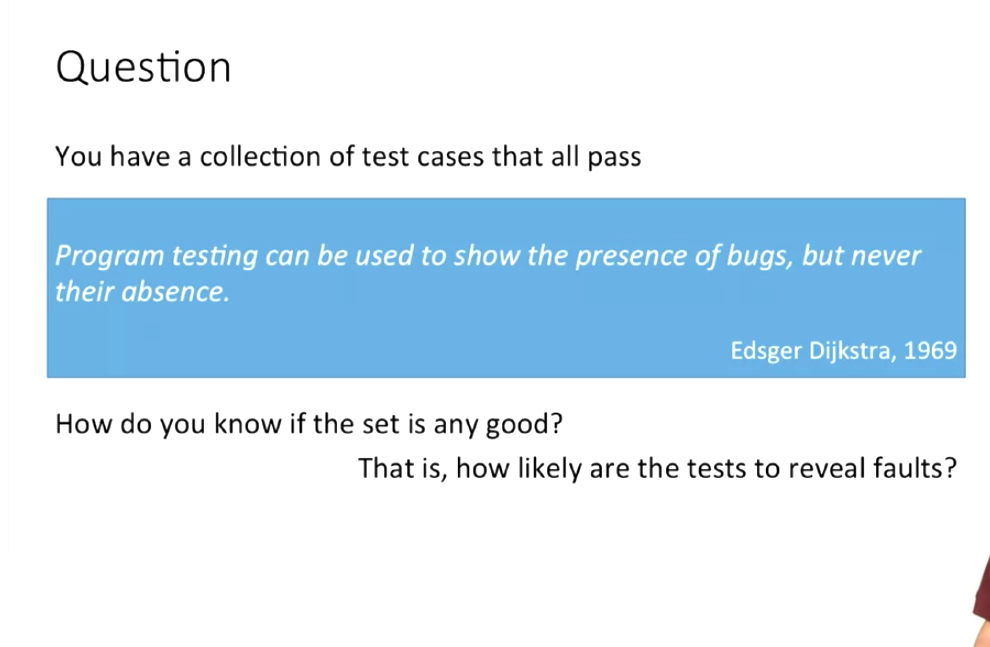 Question
You have a collection of test cases that all pass
Program testing can be used to show the presence of bugs, but never
their absence.
Edsger Dijkstra, 1969
How do you know if the set is any good?
That is, how likely are the tests to reveal faults?